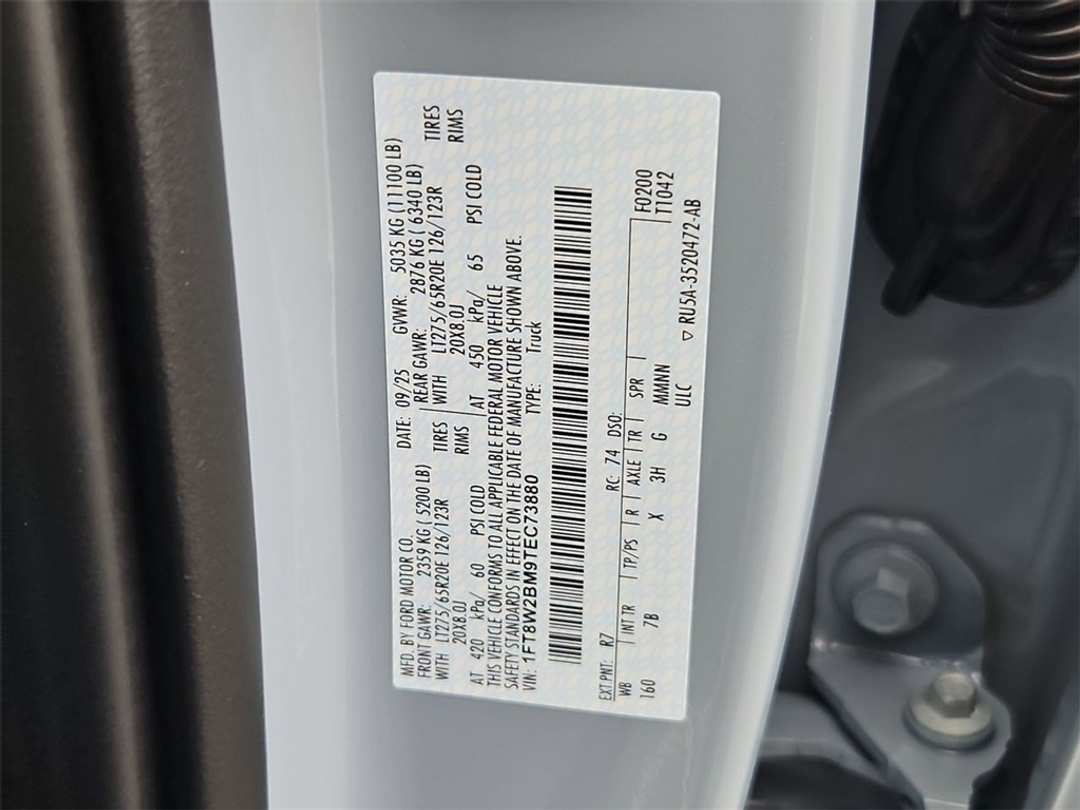 MFD. BY FORD MOTOR CO. DATE: 09/25 GVWR: 5035 KG (11100 LB)
FRONT GAWR: 2359 KG ( 5200 LB) REAR GAWR: 2876 KG ( 6340 LB)
WITH LT275/65R20E 126/123R TIRES WITH LT275/65R20E 126/123R TIRES
20X8.0J RIMS 20X8.0J RIMS
AT 420 kPa/ 60 PSI COLD AT 450 kPa/ 65 PSI COLD
THIS VEHICLE CONFORMS TO ALL APPLICABLE FEDERAL MOTOR VEHICLE
SAFETY STANDARDS IN EFFECT ON THE DATE OF MANUFACTURE SHOWN ABOVE.
VIN: 1FT8W2BM9TEC73880 TYPE: Truck
EXT PNT: R7 RC: 74 DSO: F0200
WB INT TR TP/PS R AXLE TR SPR TT1042
160 7B X 3H G MMNN
ULC ▽ RU5A-3520472-AB